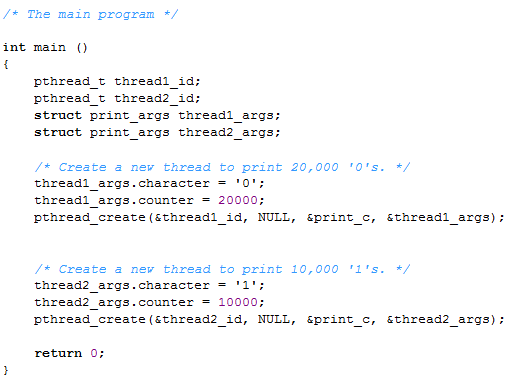 /* The main program */
int main ()
{
pthread_t thread1_id;
pthread_t thread2_id;
struct print_args thread1_args;
struct print_args thread2_args;
/* Create a new thread to print 20,000 '0's. */
thread1_args.character = '0';
thread1_args.counter = 20000;
pthread_create(&thread1_id, NULL, &print_c, &thread1_args);
/* Create a new thread to print 10,000 '1's. */
thread2_args.character = '1';
thread2_args.counter = 10000;
pthread_create(&thread2_id, NULL, &print_c, &thread2_args);
return 0;
}